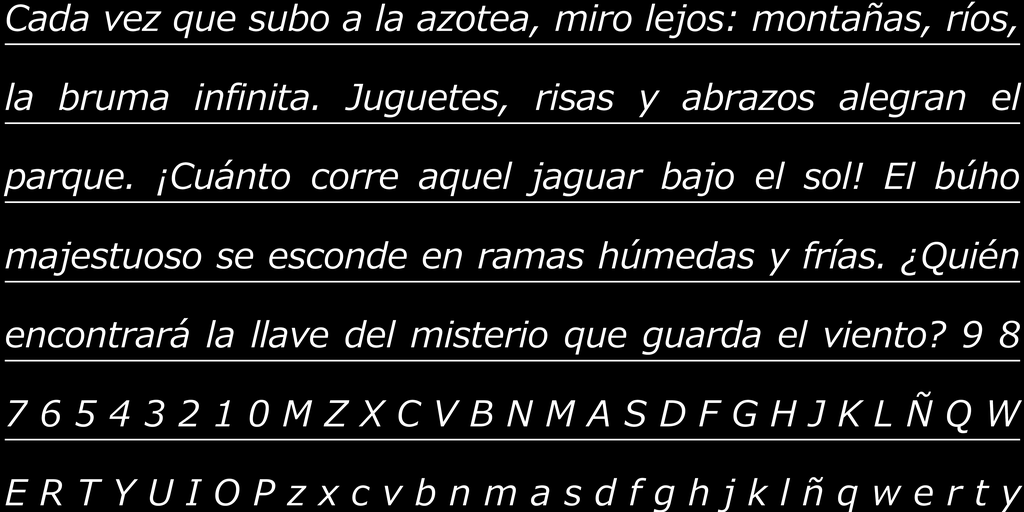 Cada vez que subo a la azotea, miro lejos: montañas, ríos,
la bruma infinita. Juguetes, risas y abrazos alegran el
parque. ¡Cuánto corre aquel jaguar bajo el sol! El búho
majestuoso se esconde en ramas húmedas y frías. ¿Quién
encontrará la llave del misterio que guarda el viento? 9 8
7 6 5 4 3 2 1 0 M Z X C V B N M A S D F G H J K L Ñ Q W
E R T Y U I O P z x c v b n m a s d f g h j k l ñ q w e r t y